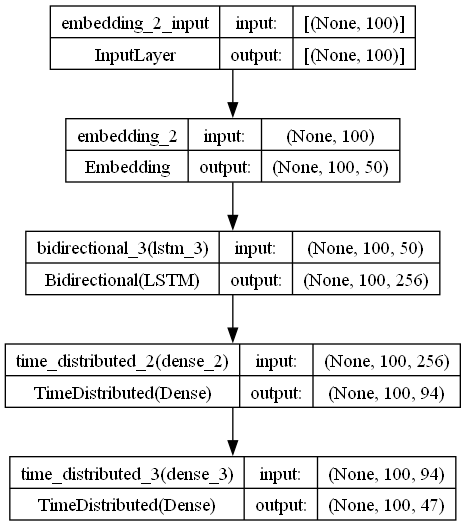 embedding_2_input input: [(None, 100)]
InputLayer output: [(None, 100)]
embedding_2 input: (None, 100)
Embedding output: (None, 100, 50)
bidirectional_3(lstm_3) input: (None, 100, 50)
Bidirectional(LSTM) output: (None, 100, 256)
time_distributed_2(dense_2) input: (None, 100, 256)
TimeDistributed(Dense) output: (None, 100, 94)
time_distributed_3(dense_3) input: (None, 100, 94)
TimeDistributed(Dense) output: (None, 100, 47)